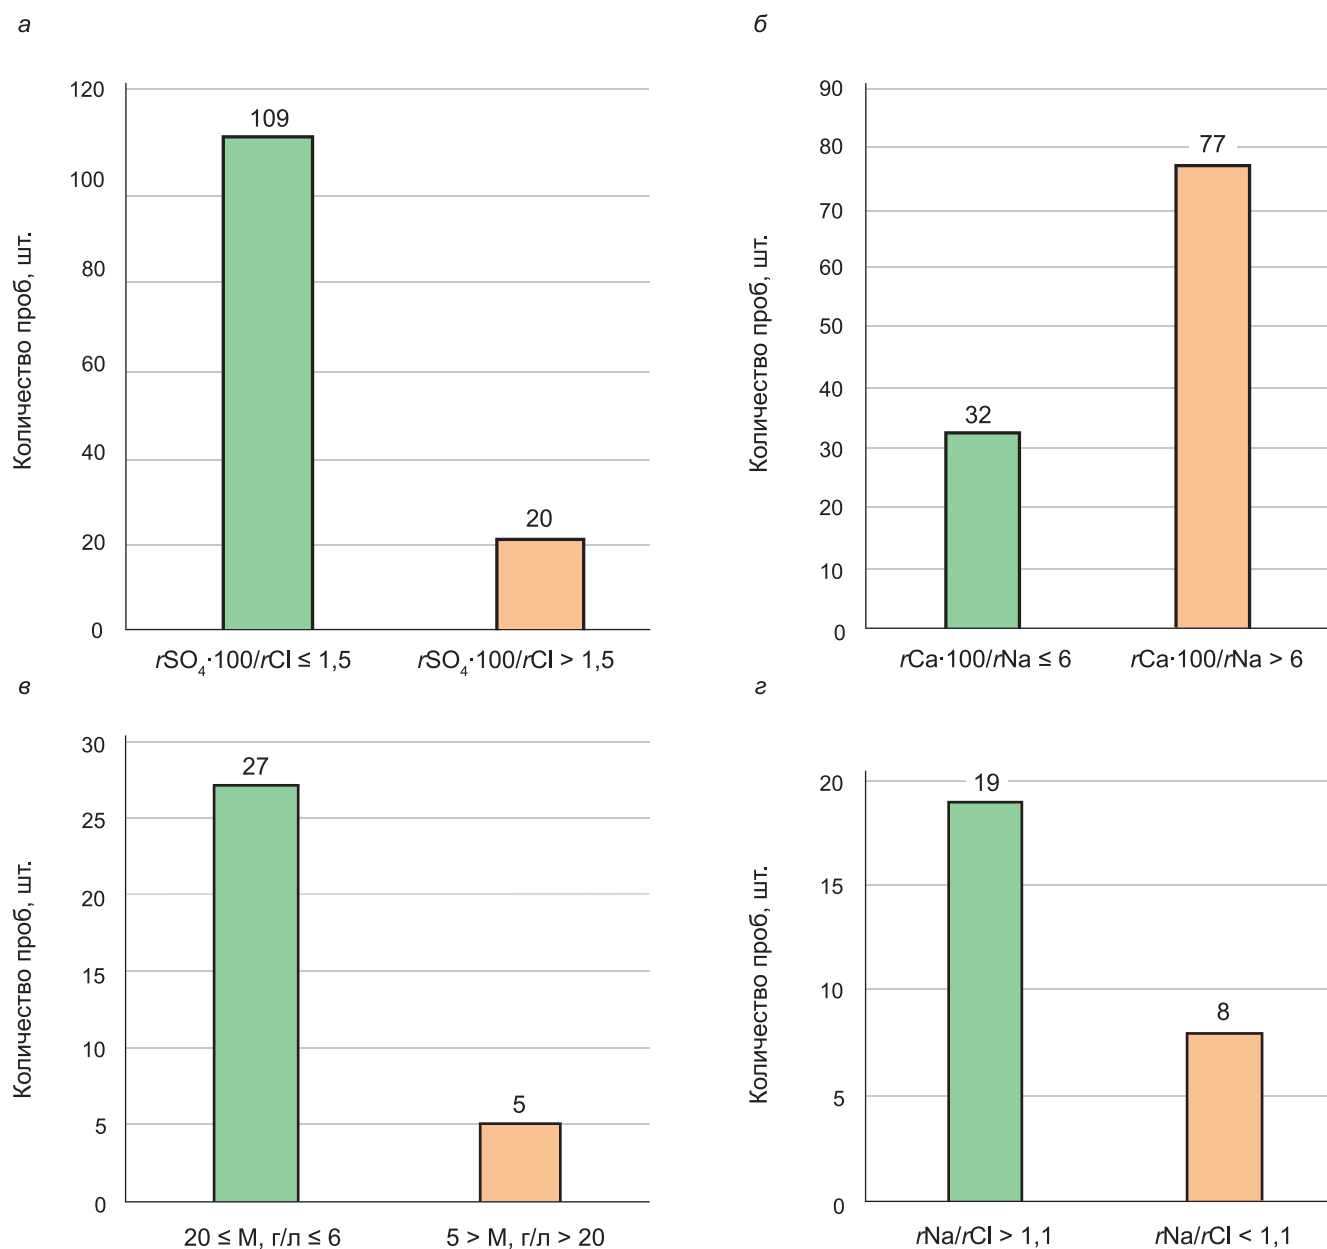 а
120
100
80
60
40
20
0
Количество проб, шт.
109
20
rSO₄·100/rCl ≤ 1,5
rSO₄·100/rCl > 1,5
б
90
80
70
60
50
40
30
20
10
0
Количество проб, шт.
32
77
rCa·100/rNa ≤ 6
rCa·100/rNa > 6
в
30
25
20
15
10
5
0
Количество проб, шт.
27
5
20 ≤ М, г/л ≤ 6
5 > М, г/л > 20
г
20
15
10
5
0
Количество проб, шт.
19
8
rNa/rCl > 1,1
rNa/rCl < 1,1